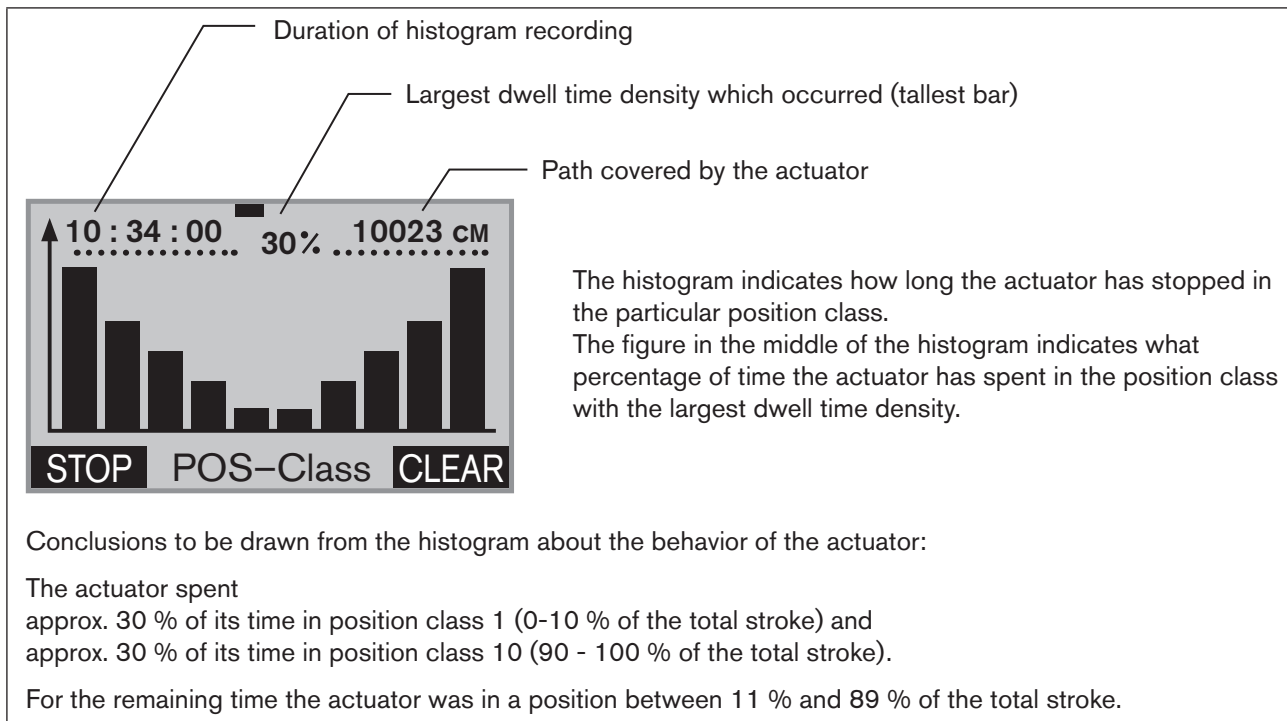 Duration of histogram recording
Largest dwell time density which occurred (tallest bar)
Path covered by the actuator
10 : 34 : 00 30% 10023 CM
The histogram indicates how long the actuator has stopped in
the particular position class.
The figure in the middle of the histogram indicates what
percentage of time the actuator has spent in the position class
with the largest dwell time density.
STOP POS–Class CLEAR
Conclusions to be drawn from the histogram about the behavior of the actuator:
The actuator spent
approx. 30 % of its time in position class 1 (0-10 % of the total stroke) and
approx. 30 % of its time in position class 10 (90 - 100 % of the total stroke).
For the remaining time the actuator was in a position between 11 % and 89 % of the total stroke.